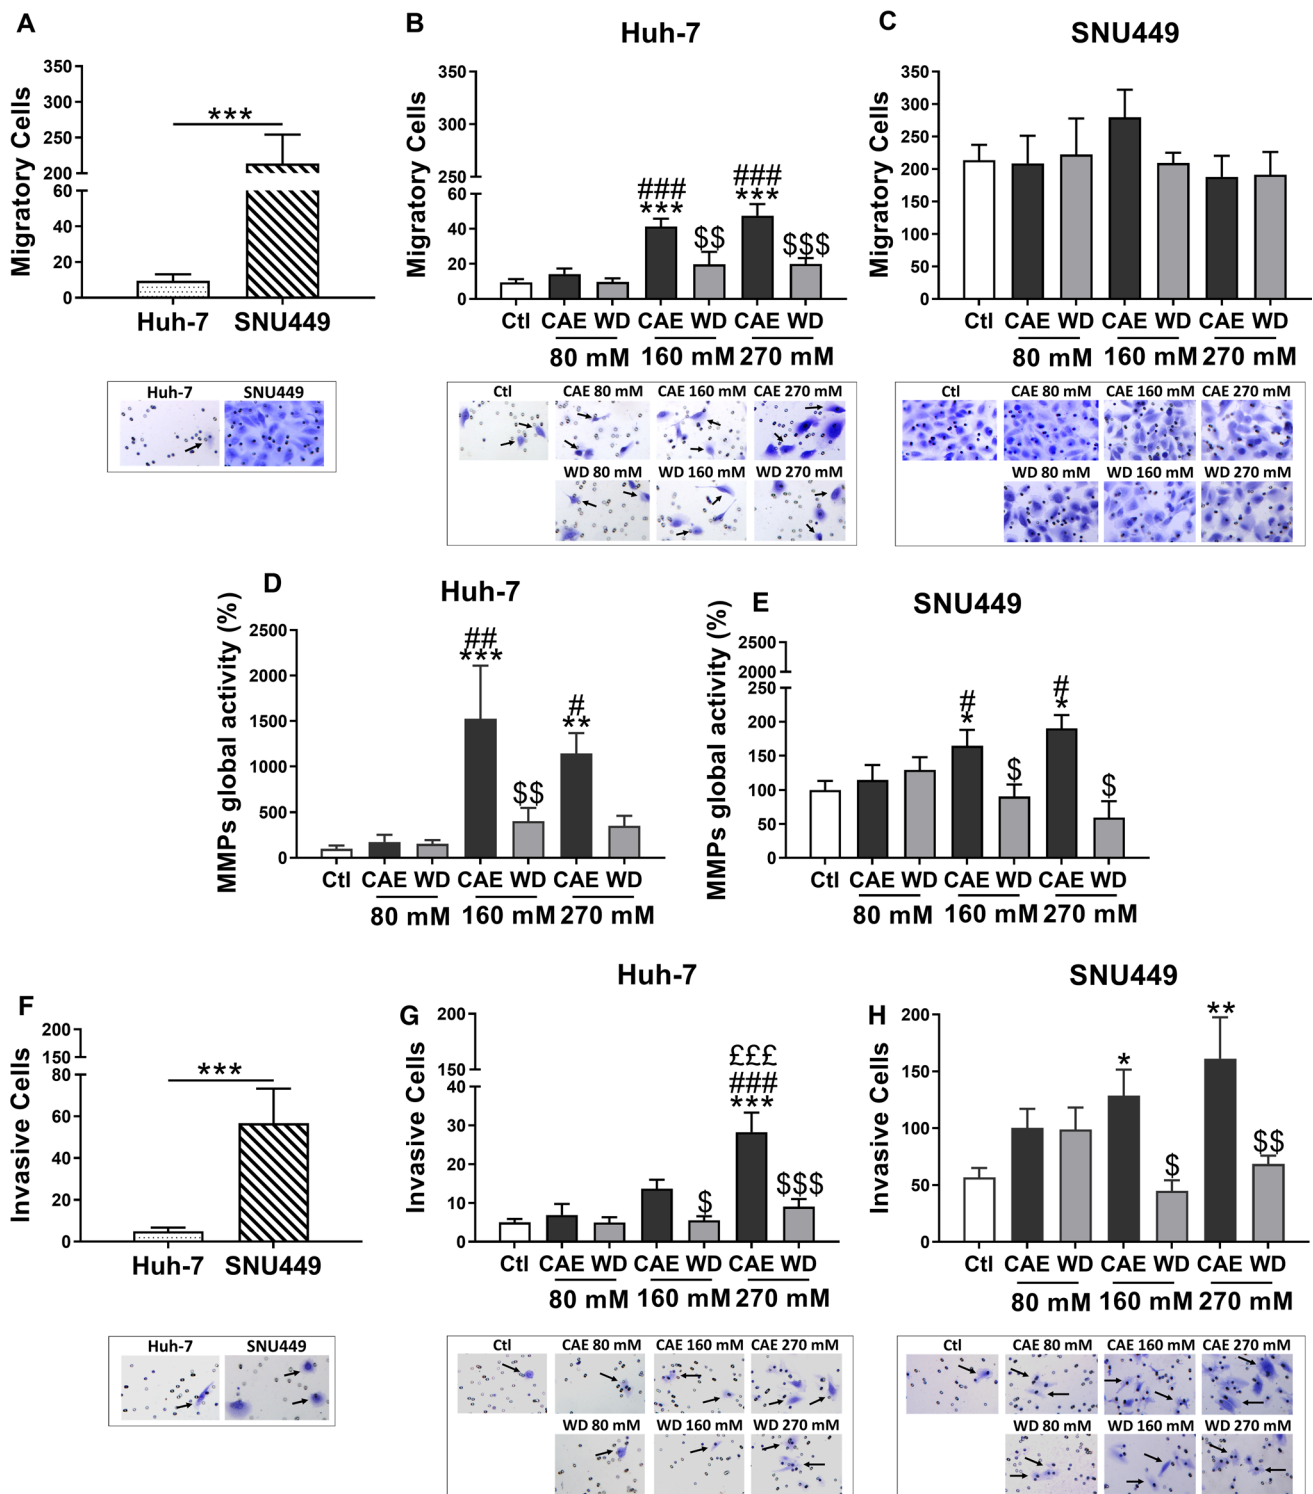 A
Migratory Cells
350
300
250
200
60
40
20
0
***
Huh-7 SNU449
Huh-7 SNU449
B
Huh-7
Migratory Cells
350
300
250
60
40
20
0
### ###
*** $$ *** $$$
Ctl CAE WD CAE WD CAE WD
80 mM 160 mM 270 mM
Ctl CAE 80 mM CAE 160 mM CAE 270 mM
WD 80 mM WD 160 mM WD 270 mM
C
SNU449
Migratory Cells
350
300
250
200
150
100
50
0
Ctl CAE WD CAE WD CAE WD
80 mM 160 mM 270 mM
Ctl CAE 80 mM CAE 160 mM CAE 270 mM
WD 80 mM WD 160 mM WD 270 mM
D
Huh-7
MMPs global activity (%)
2500
2000
1500
1000
500
0
##
***
$$
#
**
Ctl CAE WD CAE WD CAE WD
80 mM 160 mM 270 mM
E
SNU449
MMPs global activity (%)
2500
2000
250
200
150
100
50
0
#
*
$
#
*
$
Ctl CAE WD CAE WD CAE WD
80 mM 160 mM 270 mM
F
Invasive Cells
200
150
80
60
40
20
0
***
Huh-7 SNU449
Huh-7 SNU449
G
Huh-7
Invasive Cells
200
150
40
30
20
10
0
$
£££
###
***
$$$
Ctl CAE WD CAE WD CAE WD
80 mM 160 mM 270 mM
Ctl CAE 80 mM CAE 160 mM CAE 270 mM
WD 80 mM WD 160 mM WD 270 mM
H
SNU449
Invasive Cells
200
150
100
50
0
*
$
**
$$
Ctl CAE WD CAE WD CAE WD
80 mM 160 mM 270 mM
Ctl CAE 80 mM CAE 160 mM CAE 270 mM
WD 80 mM WD 160 mM WD 270 mM